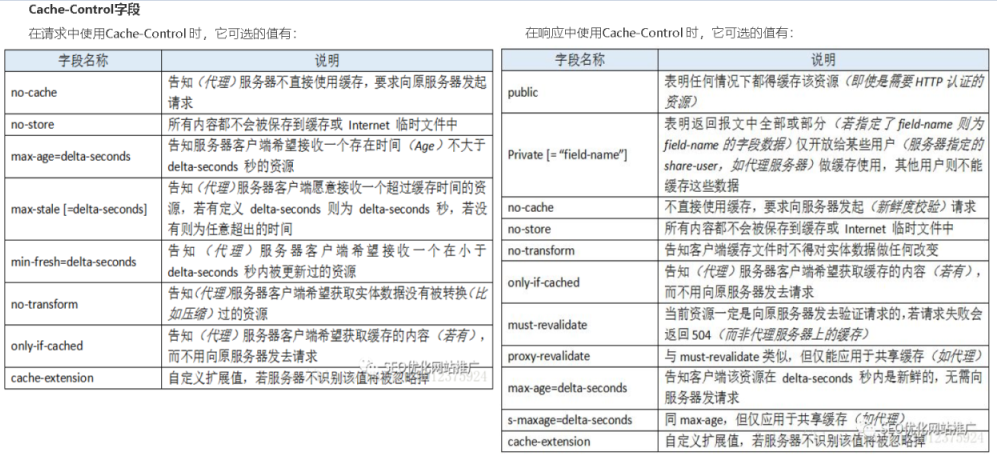 Cache-Control字段
在请求中使用Cache-Control 时，它可选的值有：
字段名称 说明
no-cache 告知（代理）服务器不直接使用缓存，要求向原服务器发起
请求
no-store 所有内容都不会被保存到缓存或 Internet 临时文件中
max-age=delta-seconds 告知服务器客户端希望接收一个存在时间（Age）不大于
delta-seconds 秒的资源
max-stale [=delta-seconds] 告知（代理）服务器客户端愿意接收一个超过缓存时间的资
源，若有定义 delta-seconds 则为 delta-seconds 秒，若没
有则为任意超出的时间
min-fresh=delta-seconds 告知（代理）服务器客户端希望接收一个在小于
delta-seconds 秒内被更新过的资源
no-transform 告知(代理)服务器客户端希望获取实体数据没有被转换(比
如压缩）过的资源
only-if-cached 告知（代理）服务器客户端希望获取缓存的内容（若有），
而不用向原服务器发去请求
cache-extension 自定义扩展值，若服务器不识别该值将被忽略掉
SEO优化网站推广
在响应中使用Cache-Control 时，它可选的值有：
字段名称 说明
public 表明任何情况下都得缓存该资源（即使是需要 HTTP 认证的
资源）
Private [= “field-name”] 表明返回报文中全部或部分（若指定了 field-name 则为
field-name 的字段数据）仅开放给某些用户（服务器指定的
share-user，如代理服务器）做缓存使用，其他用户则不能
缓存这些数据
no-cache 不直接使用缓存，要求向服务器发起（新鲜度校验）请求
no-store 所有内容都不会被保存到缓存或 Internet 临时文件中
no-transform 告知客户端缓存文件时不得对实体数据做任何改变
only-if-cached 告知（代理）服务器客户端希望获取缓存的内容（若有），
而不用向原服务器发去请求
must-revalidate 当前资源一定是向原服务器发去验证请求的，若请求失败会
返回 504（而非代理服务器上的缓存）
proxy-revalidate 与 must-revalidate 类似，但仅能应用于共享缓存（如代理）
max-age=delta-seconds 告知客户端该资源在 delta-seconds 秒内是新鲜的，无需向
服务器发请求
s-maxage=delta-seconds 同 max-age，但仅应用于共享缓存（如代理）
cache-extension 自定义扩展值，若服务器不识别该值将被忽略掉
SEO优化网站推广